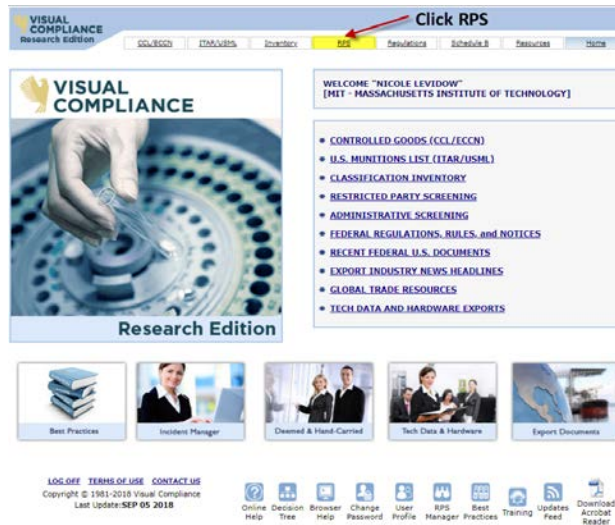 VISUAL
COMPLIANCE
Research Edition
Click RPS
CCL/ECCN ITAR/USML Inventory RPS Regulations Schedule B Resources Home
VISUAL
COMPLIANCE
Research Edition
WELCOME "NICOLE LEVIDOW"
[MIT - MASSACHUSETTS INSTITUTE OF TECHNOLOGY]
CONTROLLED GOODS (CCL/ECCN)
U.S. MUNITIONS LIST (ITAR/USML)
CLASSIFICATION INVENTORY
RESTRICTED PARTY SCREENING
ADMINISTRATIVE SCREENING
FEDERAL REGULATIONS, RULES, and NOTICES
RECENT FEDERAL U.S. DOCUMENTS
EXPORT INDUSTRY NEWS HEADLINES
GLOBAL TRADE RESOURCES
TECH DATA AND HARDWARE EXPORTS
Best Practices
Incident Manager
Deemed & Hand-Carried
Tech Data & Hardware
Export Documents
LOG OFF TERMS OF USE CONTACT US
Copyright © 1981-2018 Visual Compliance
Last Update:SEP 05 2018
Online Help
Decision Tree
Browser Help
Change Password
User Profile
RPS Manager
Best Practices
Training
Updates Feed
Download Acrobat Reader